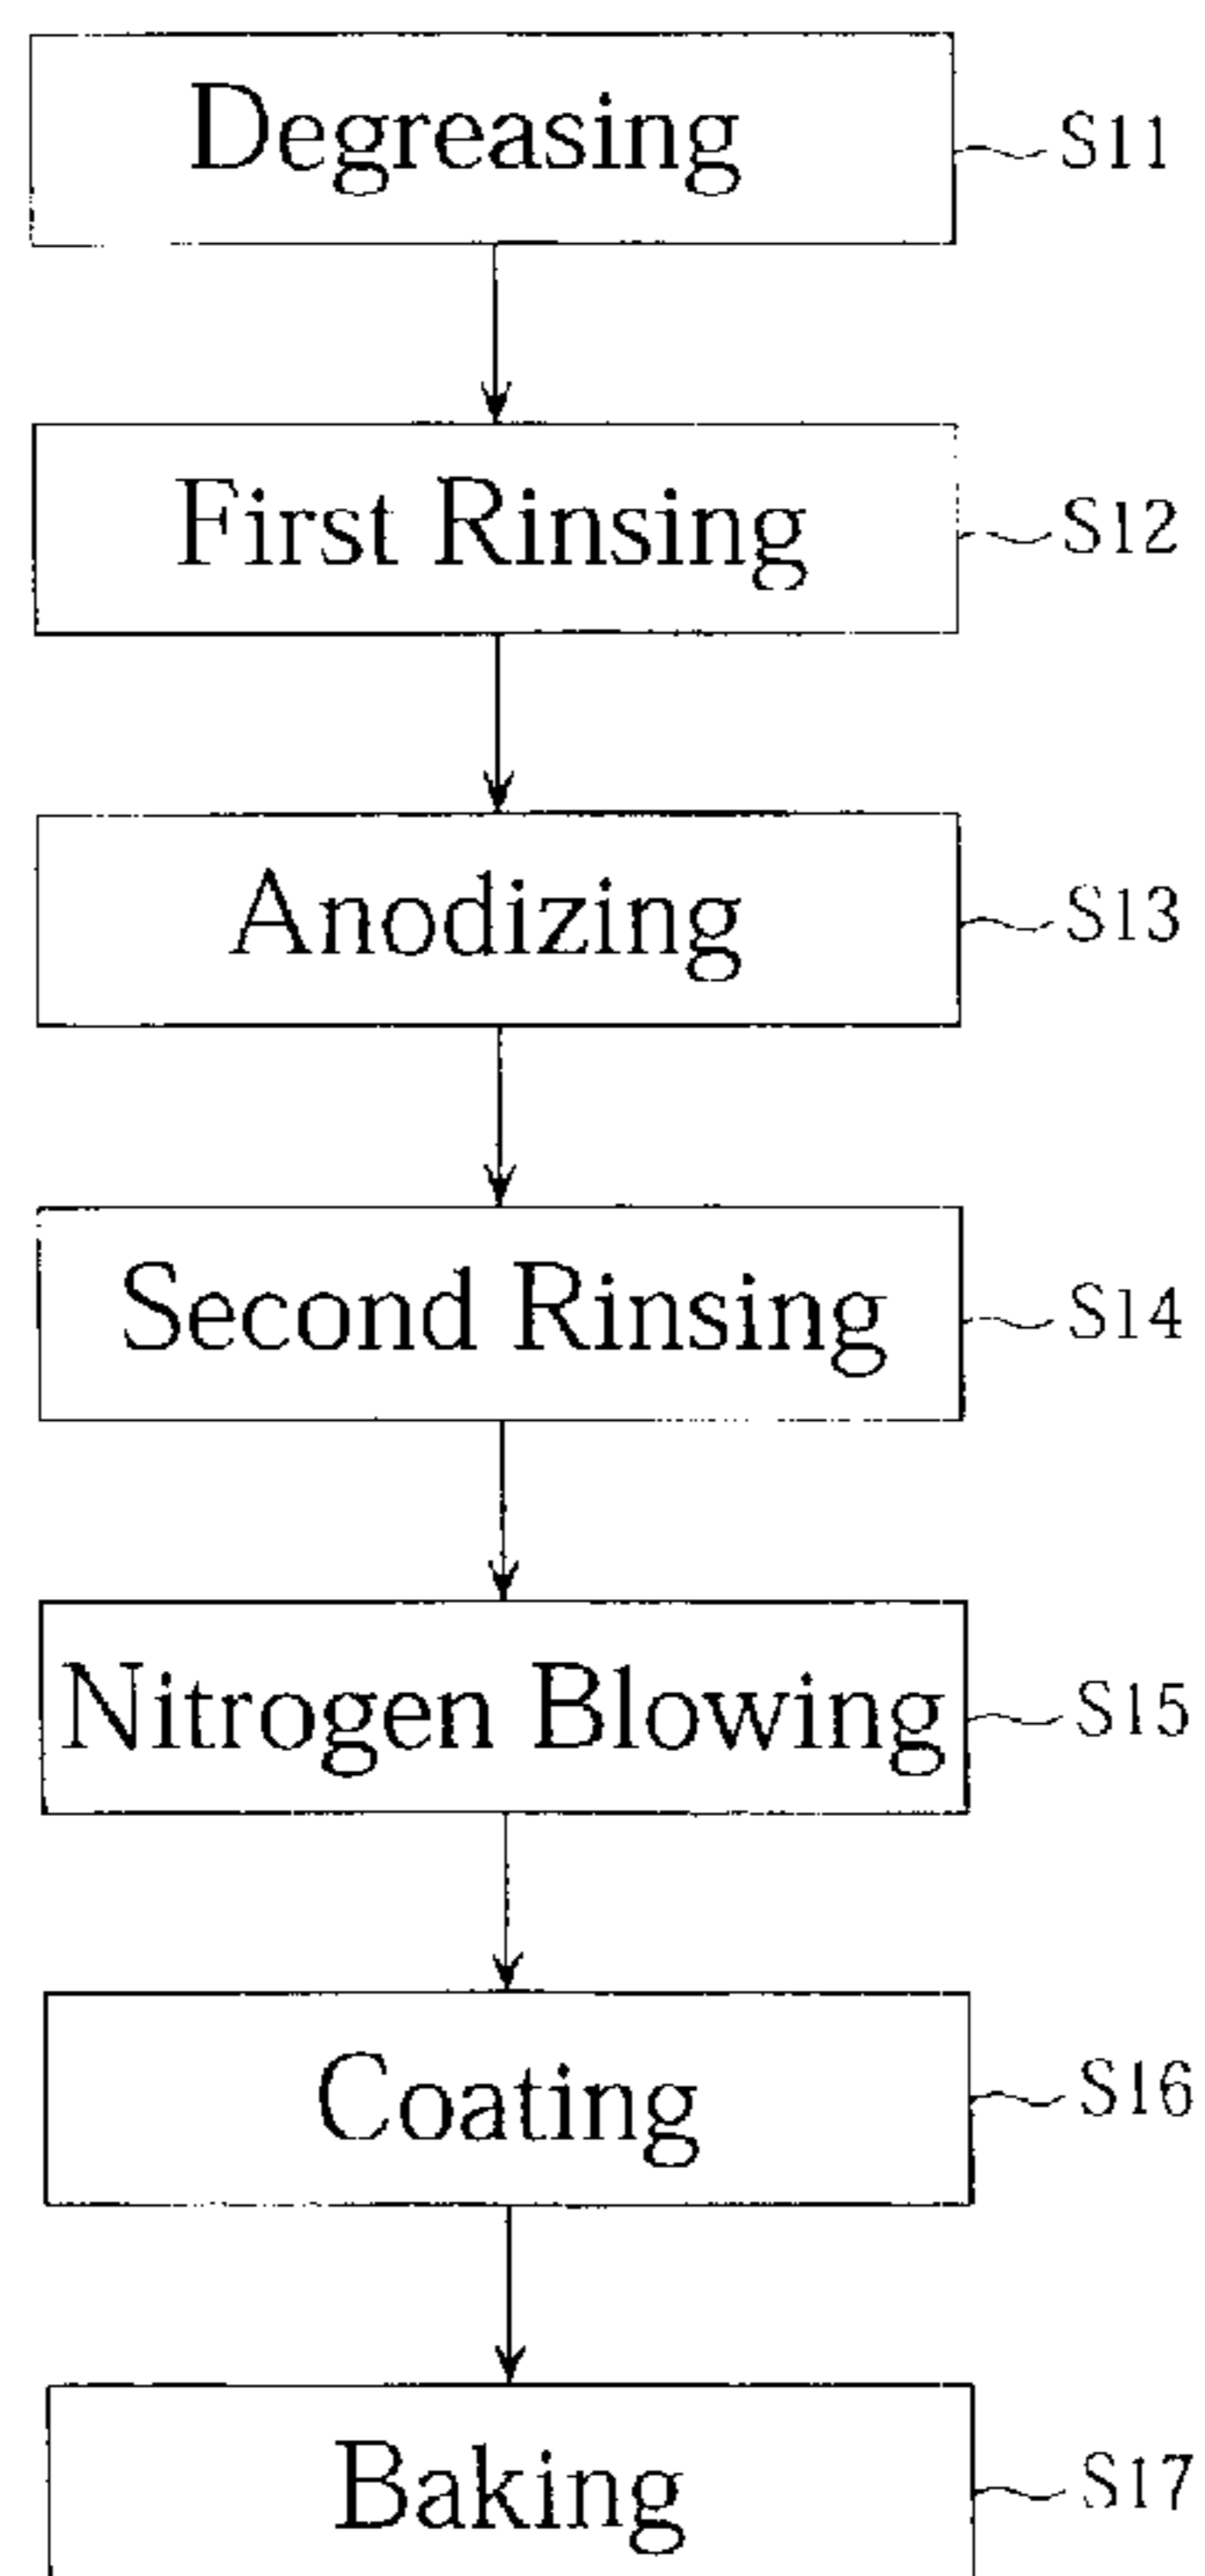 Degreasing S11
First Rinsing S12
Anodizing S13
Second Rinsing S14
Nitrogen Blowing S15
Coating S16
Baking S17